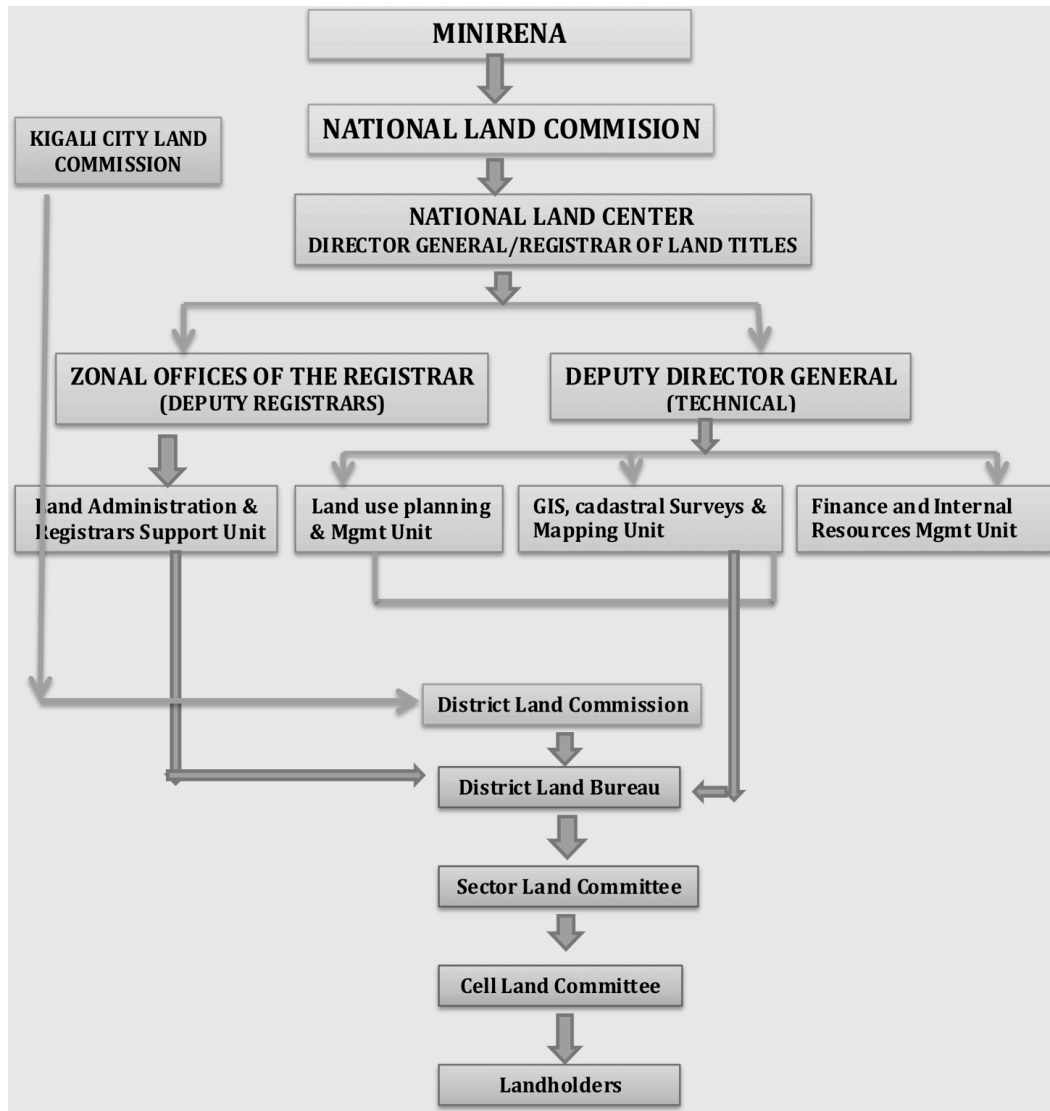 MINIRENA
NATIONAL LAND COMMISION
KIGALI CITY LAND
COMMISSION
NATIONAL LAND CENTER
DIRECTOR GENERAL/REGISTRAR OF LAND TITLES
ZONAL OFFICES OF THE REGISTRAR
(DEPUTY REGISTRARS)
DEPUTY DIRECTOR GENERAL
(TECHNICAL)
Land Administration &
Registrars Support Unit
Land use planning
& Mgmt Unit
GIS, cadastral Surveys &
Mapping Unit
Finance and Internal
Resources Mgmt Unit
District Land Commission
District Land Bureau
Sector Land Committee
Cell Land Committee
Landholders